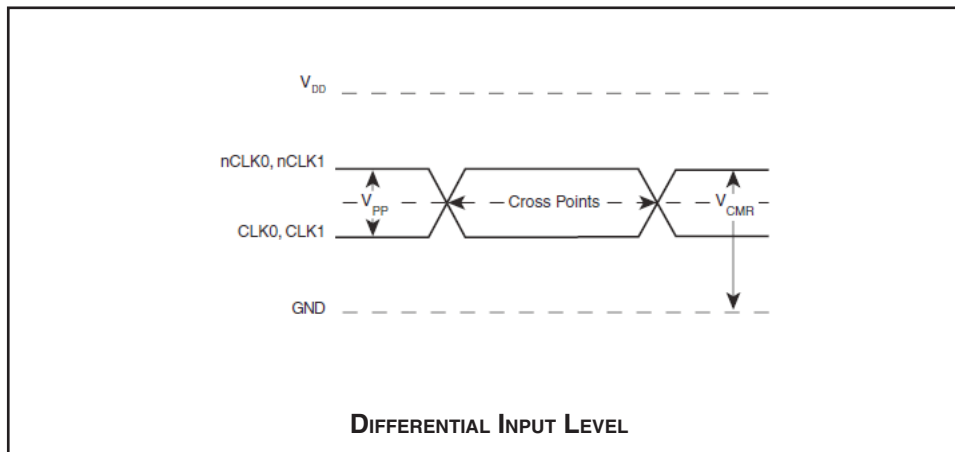 VDD
nCLK0, nCLK1
VPP
Cross Points
VCMR
CLK0, CLK1
GND
DIFFERENTIAL INPUT LEVEL